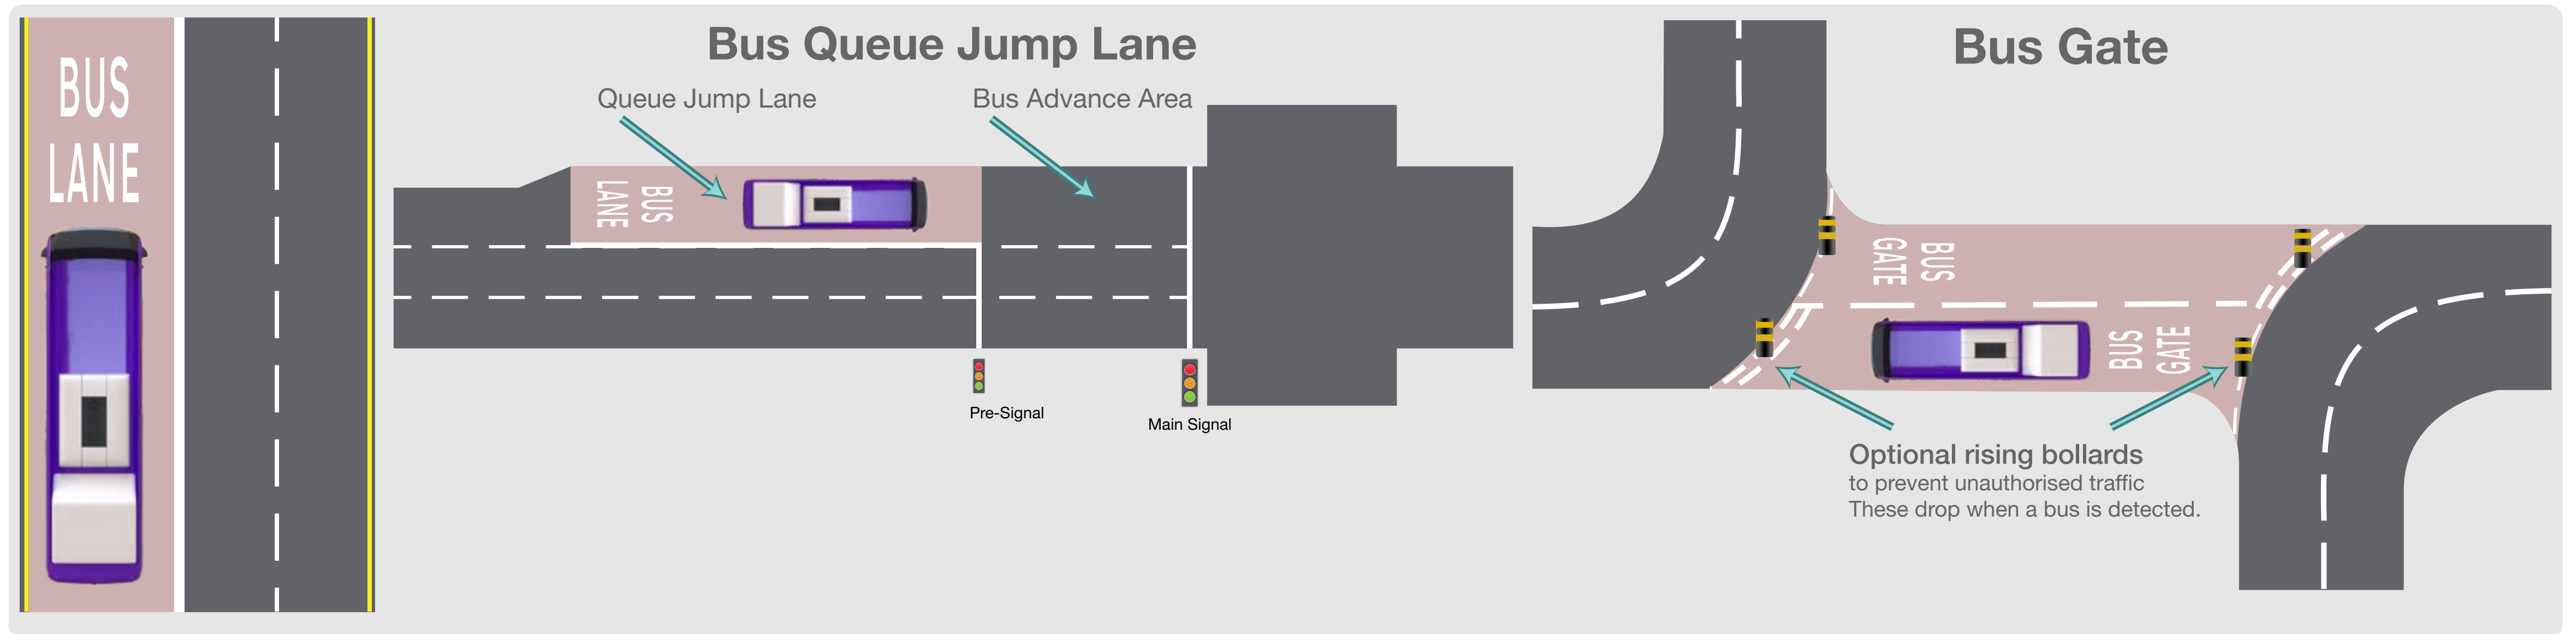 BUS
LANE
Bus Queue Jump Lane
Queue Jump Lane
Bus Advance Area
BUS
LANE
Pre-Signal
Main Signal
Bus Gate
BUS
GATE
BUS
GATE
Optional rising bollards
to prevent unauthorised traffic
These drop when a bus is detected.